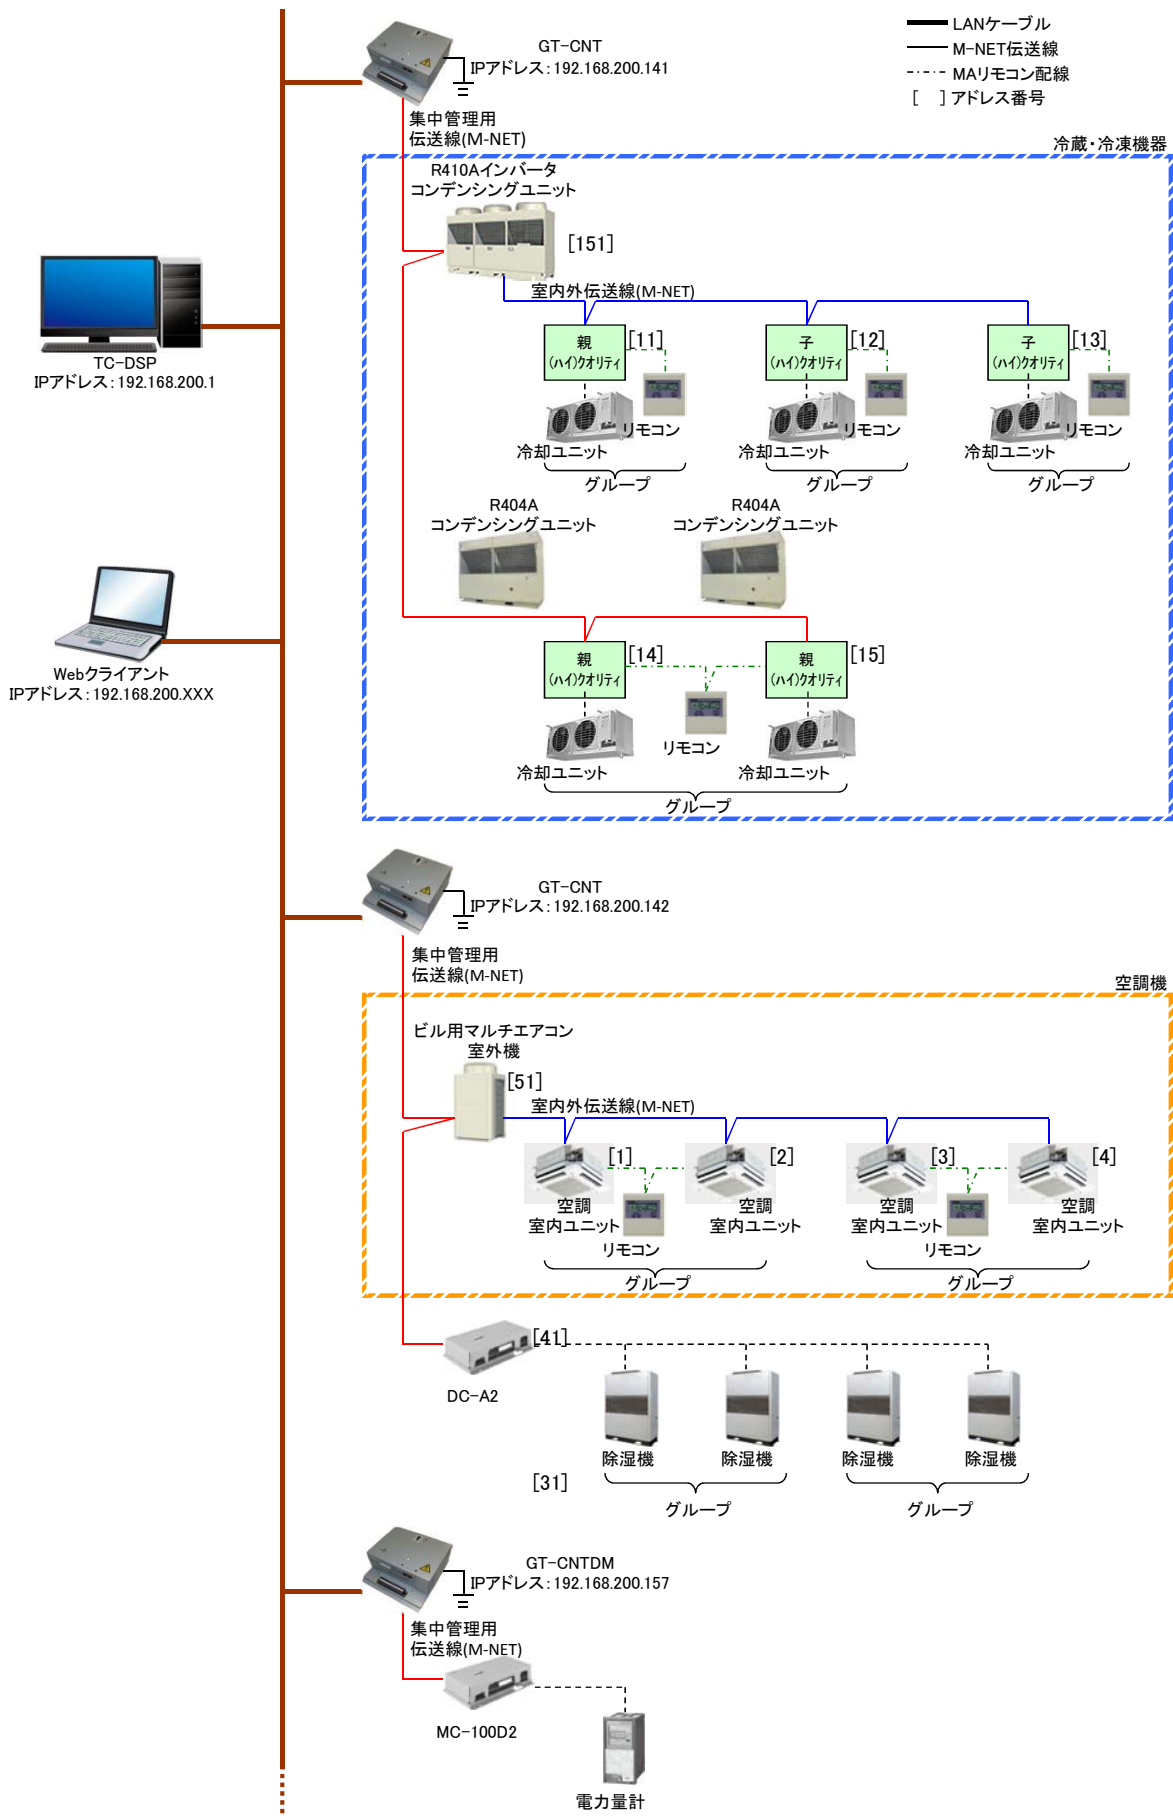 LANケーブル
M-NET伝送線
MAリモコン配線
[ ] アドレス番号
GT-CNT
IPアドレス：192.168.200.141
集中管理用
伝送線(M-NET)
冷蔵・冷凍機器
R410Aインバータ
コンデンシングユニット
[151]
室内外伝送線(M-NET)
親
(ハイ)クオリティ
[11]
子
(ハイ)クオリティ
[12]
子
(ハイ)クオリティ
[13]
リモコン
リモコン
リモコン
冷却ユニット
冷却ユニット
冷却ユニット
グループ
グループ
グループ
TC-DSP
IPアドレス：192.168.200.1
R404A
コンデンシングユニット
R404A
コンデンシングユニット
親
(ハイ)クオリティ
[14]
親
(ハイ)クオリティ
[15]
リモコン
冷却ユニット
冷却ユニット
グループ
Webクライアント
IPアドレス：192.168.200.XXX
GT-CNT
IPアドレス：192.168.200.142
集中管理用
伝送線(M-NET)
空調機
ビル用マルチエアコン
室外機
[51]
室内外伝送線(M-NET)
[1]
[2]
[3]
[4]
空調
室内ユニット
空調
室内ユニット
空調
室内ユニット
空調
室内ユニット
リモコン
リモコン
グループ
グループ
[41]
DC-A2
除湿機
除湿機
除湿機
除湿機
[31]
グループ
グループ
GT-CNTDM
IPアドレス：192.168.200.157
集中管理用
伝送線(M-NET)
MC-100D2
電力量計